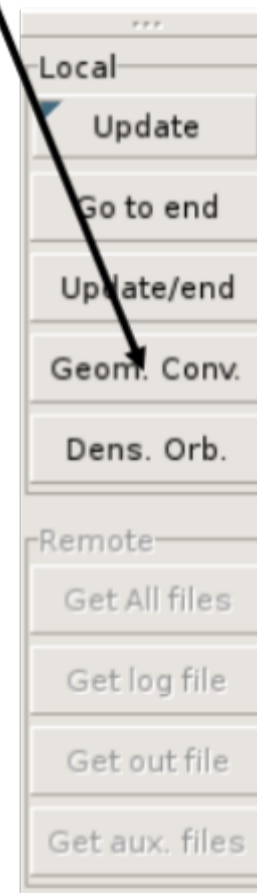 Local
Update
Go to end
Update/end
Geom. Conv.
Dens. Orb.
Remote
Get All files
Get log file
Get out file
Get aux. files